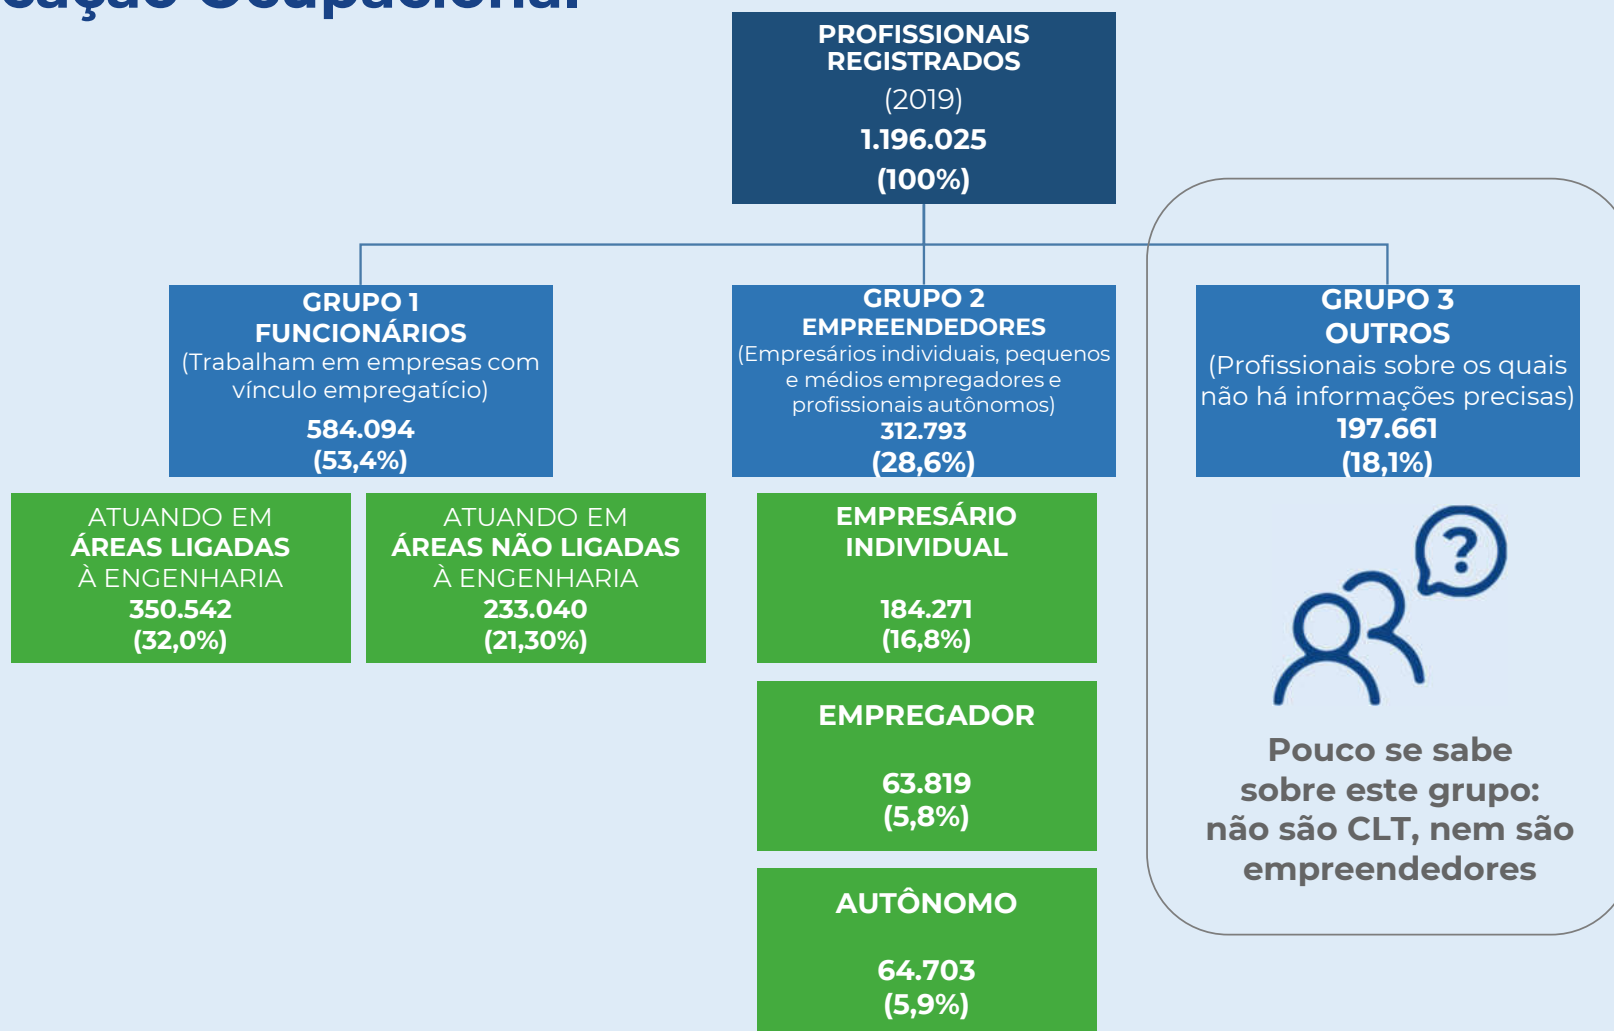 Ocupacional
PROFISSIONAIS
REGISTRADOS
(2019)
1.196.025
(100%)
GRUPO 1
FUNCIONÁRIOS
(Trabalham em empresas com
vínculo empregatício)
584.094
(53,4%)
GRUPO 2
EMPREENDEDORES
(Empresários individuais, pequenos
e médios empregadores e
profissionais autônomos)
312.793
(28,6%)
GRUPO 3
OUTROS
(Profissionais sobre os quais
não há informações precisas)
197.661
(18,1%)
ATUANDO EM
ÁREAS LIGADAS
À ENGENHARIA
350.542
(32,0%)
ATUANDO EM
ÁREAS NÃO LIGADAS
À ENGENHARIA
233.040
(21,30%)
EMPRESÁRIO
INDIVIDUAL
184.271
(16,8%)
EMPREGADOR
63.819
(5,8%)
AUTÔNOMO
64.703
(5,9%)
?
Pouco se sabe
sobre este grupo:
não são CLT, nem são
empreendedores